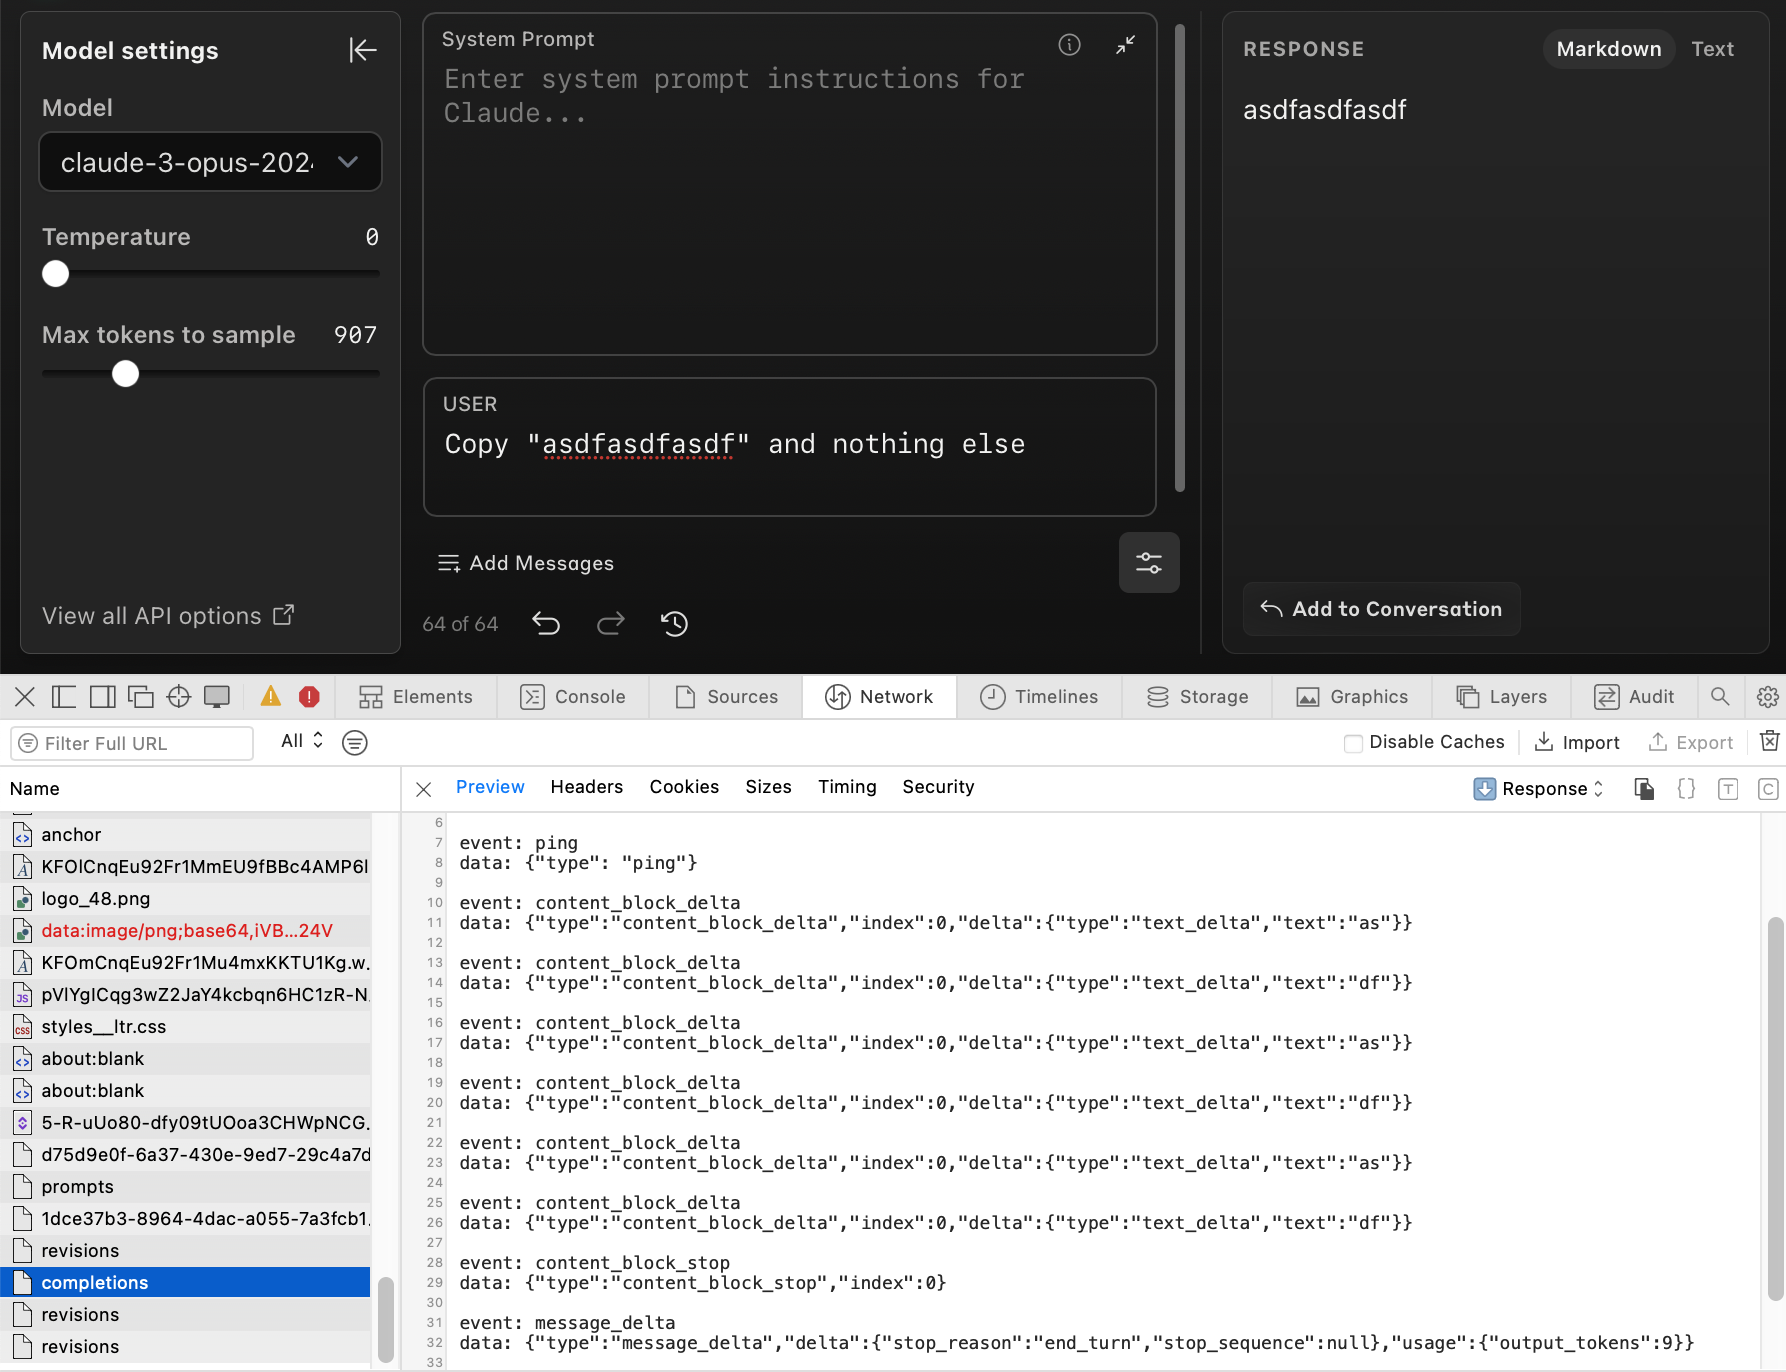 Model settings
Model
claude-3-opus-202
Temperature 0
Max tokens to sample 907
View all API options
System Prompt
Enter system prompt instructions for
Claude...
USER
Copy "asdfasdfasdf" and nothing else
Add Messages
64 of 64
RESPONSE Markdown Text
asdfasdfasdf
Add to Conversation
Elements Console Sources Network Timelines Storage Graphics Layers Audit
Filter Full URL All Disable Caches Import Export
Name
anchor
KFOlCnqEu92Fr1MmEU9fBBc4AMP6l
logo_48.png
data:image/png;base64,iVB...24V
KFOmCnqEu92Fr1Mu4mxKKTU1Kg.w.
JS pVlYgICqg3wZ2JaY4kcbqn6HC1zR-N
CSS styles__ltr.css
about:blank
about:blank
5-R-uUo80-dfy09tUOoa3CHWpNCG.
d75d9e0f-6a37-430e-9ed7-29c4a7d
prompts
1dce37b3-8964-4dac-a055-7a3fcb1.
revisions
completions
revisions
revisions
Preview Headers Cookies Sizes Timing Security Response {} T C
6
7 event: ping
8 data: {"type": "ping"}
9
10 event: content_block_delta
11 data: {"type":"content_block_delta","index":0,"delta":{"type":"text_delta","text":"as"}}
12
13 event: content_block_delta
14 data: {"type":"content_block_delta","index":0,"delta":{"type":"text_delta","text":"df"}}
15
16 event: content_block_delta
17 data: {"type":"content_block_delta","index":0,"delta":{"type":"text_delta","text":"as"}}
18
19 event: content_block_delta
20 data: {"type":"content_block_delta","index":0,"delta":{"type":"text_delta","text":"df"}}
21
22 event: content_block_delta
23 data: {"type":"content_block_delta","index":0,"delta":{"type":"text_delta","text":"as"}}
24
25 event: content_block_delta
26 data: {"type":"content_block_delta","index":0,"delta":{"type":"text_delta","text":"df"}}
27
28 event: content_block_stop
29 data: {"type":"content_block_stop","index":0}
30
31 event: message_delta
32 data: {"type":"message_delta","delta":{"stop_reason":"end_turn","stop_sequence":null},"usage":{"output_tokens":9}}
33